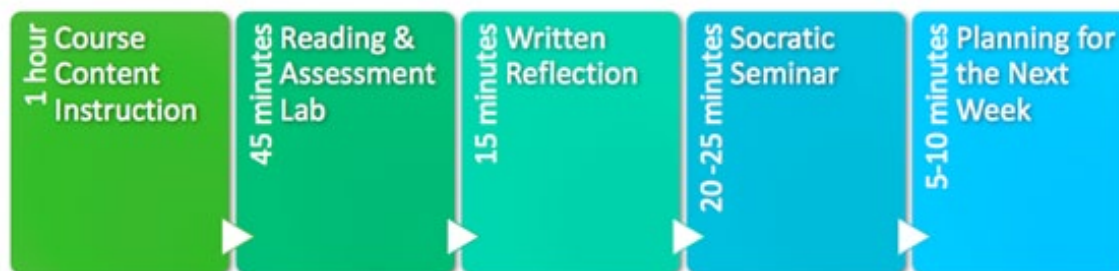 1 hour
Course
Content
Instruction
45 minutes
Reading &
Assessment
Lab
15 minutes
Written
Reflection
20 -25 minutes
Socratic
Seminar
5-10 minutes
Planning for
the Next
Week